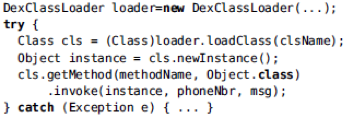 DexClassLoader loader=new DexClassLoader(...);
try {
  Class cls = (Class)loader.loadClass(clsName);
  Object instance = cls.newInstance();
  cls.getMethod(methodName, Object.class)
     .invoke(instance, phoneNbr, msg);
} catch (Exception e) { ... }